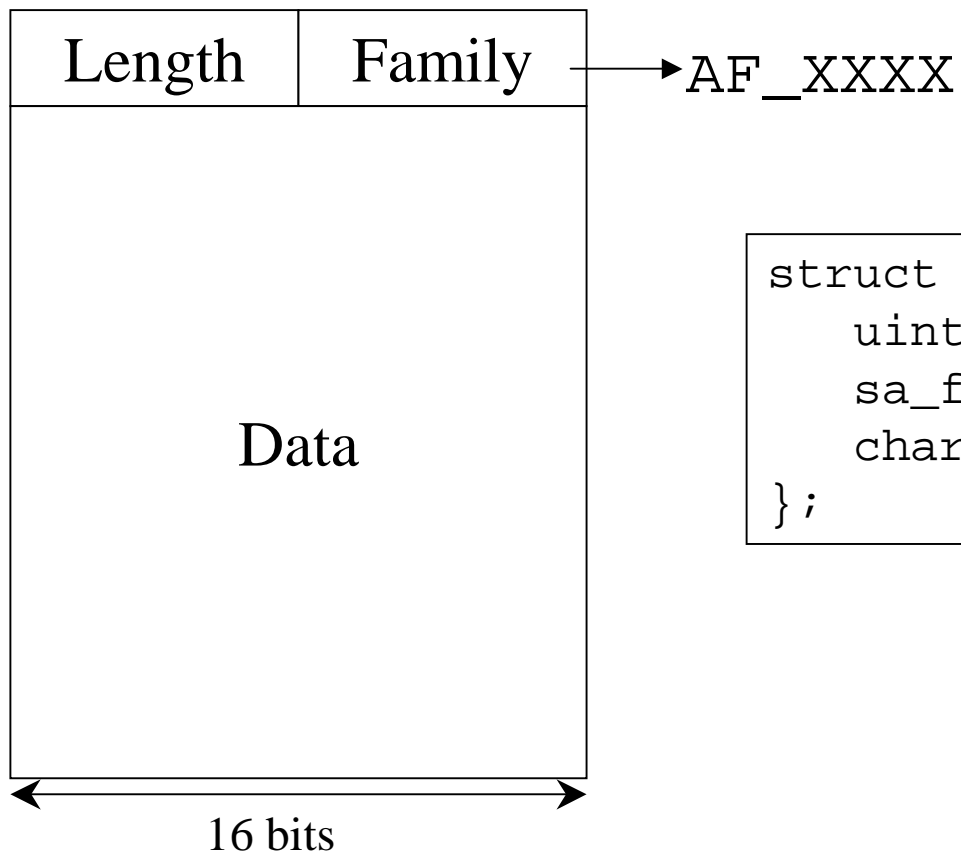 Length Family AF_XXXX
struct
uint
sa_f
char
};
Data
16 bits